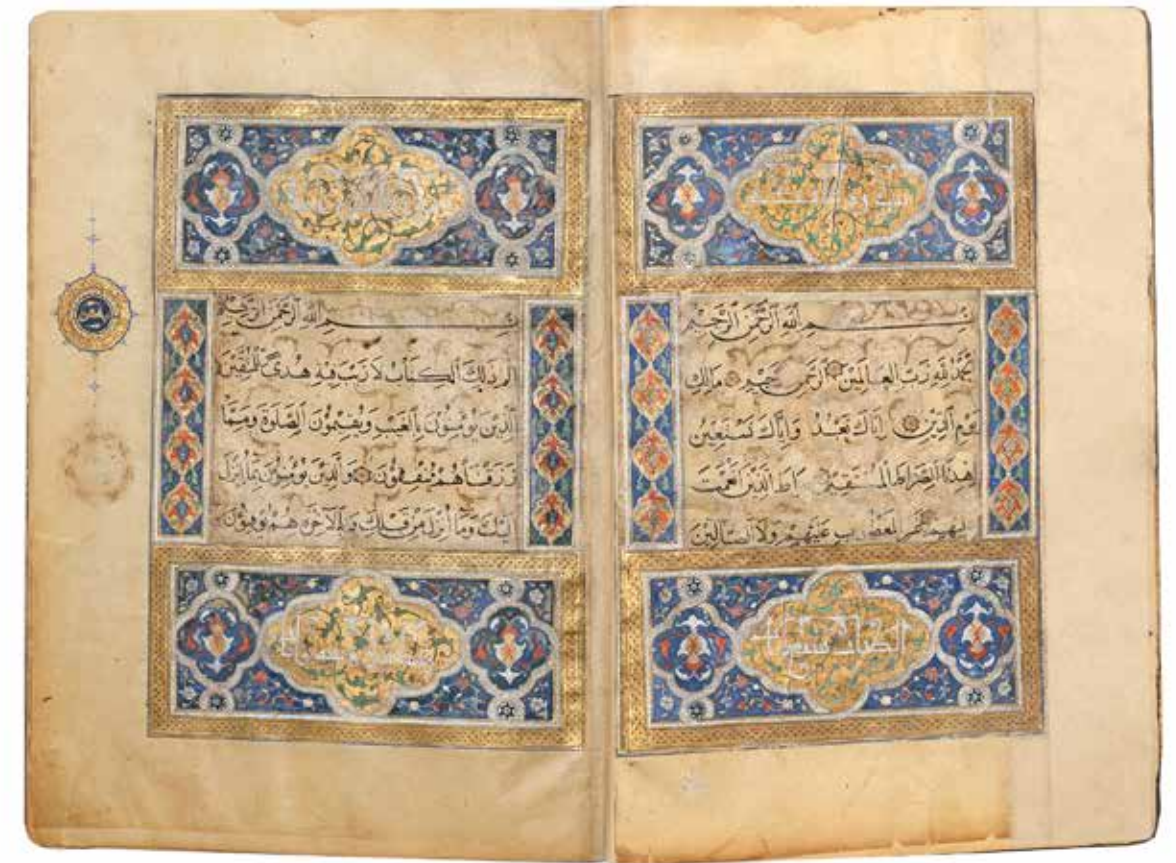 بسم الله الرحمن الرحيم
الحمد لله رب العالمين الرحمن الرحيم مالك
يوم الدين اياك نعبد واياك نستعين
اهدنا الصراط المستقيم صراط الذين انعمت
عليهم غير المغضوب عليهم ولا الضالين
بسم الله الرحمن الرحيم
الم ذلك الكتاب لا ريب فيه هدى للمتقين
الذين يؤمنون بالغيب ويقيمون الصلوة ومما
رزقناهم ينفقون والذين يؤمنون بما انزل
اليك وما انزل من قبلك وبالآخرة هم يوقنون